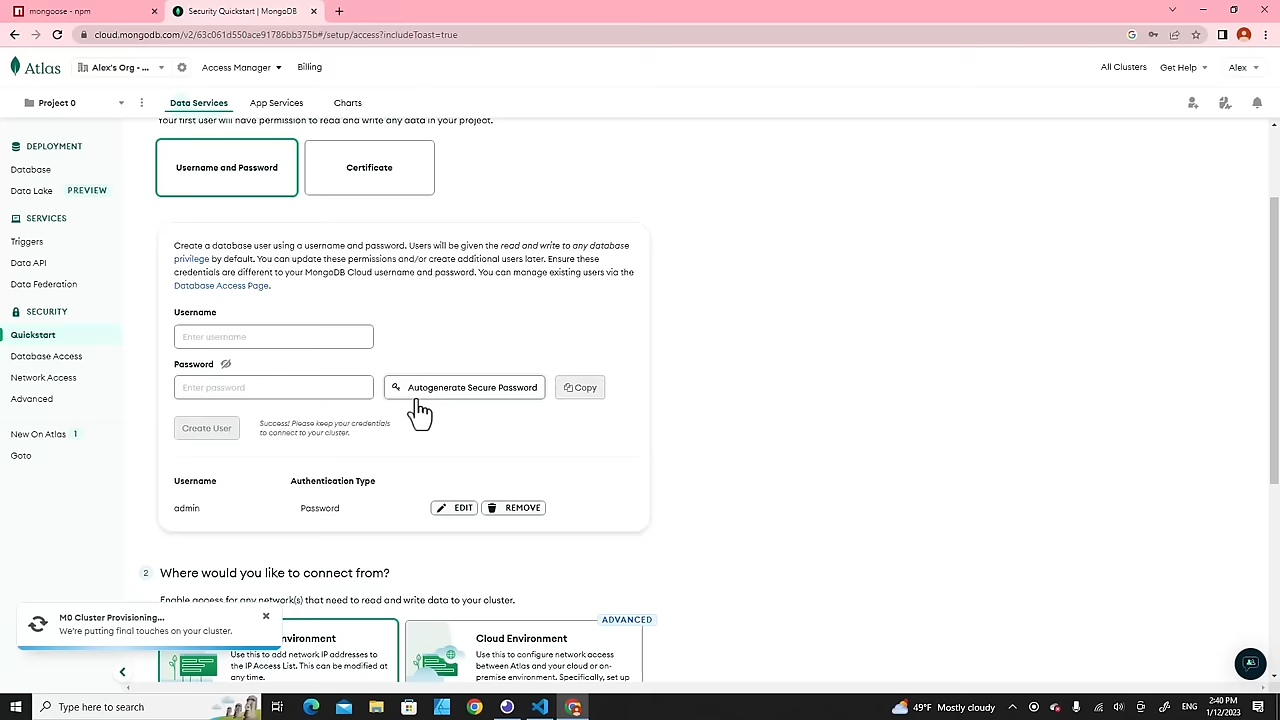 mongoose - npm
Security Quickstart | MongoDB
cloud.mongodb.com/v2/63c061d550ace91786bb375b#/setup/access?includeToast=true
Atlas
Alex's Org - ...
Access Manager
Billing
All Clusters
Get Help
Alex
Project 0
Data Services
App Services
Charts
DEPLOYMENT
Database
Data Lake PREVIEW
SERVICES
Triggers
Data API
Data Federation
SECURITY
Quickstart
Database Access
Network Access
Advanced
New On Atlas 1
Goto
Your first user will have permission to read and write any data in your project.
Username and Password
Certificate
Create a database user using a username and password. Users will be given the read and write to any database
privilege by default. You can update these permissions and/or create additional users later. Ensure these
credentials are different to your MongoDB Cloud username and password. You can manage existing users via the
Database Access Page.
Username
Enter username
Password
Enter password
Autogenerate Secure Password
Copy
Create User
Success! Please keep your credentials
to connect to your cluster.
Username Authentication Type
admin Password EDIT REMOVE
2 Where would you like to connect from?
Enable access for any network(s) that need to read and write data to your cluster.
M0 Cluster Provisioning...
We're putting final touches on your cluster.
ADVANCED
nvironment
Use this to add network IP addresses to
the IP Access List. This can be modified at
any time.
Cloud Environment
Use this to configure network access
between Atlas and your cloud or on-
premise environment. Specifically, set up
Type here to search
49°F Mostly cloudy
ENG
2:40 PM
1/12/2023